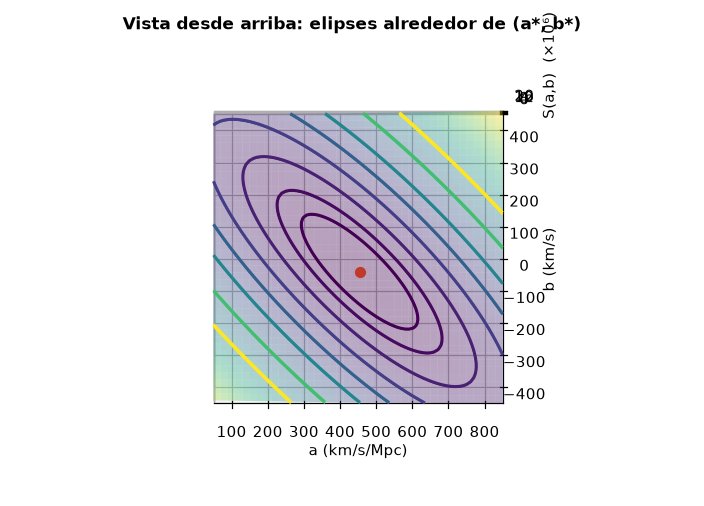 Vista desde arriba: elipses alrededor de (a*, b*)
S(a,b) (×10⁶)
400
300
200
100
0
−100
−200
−300
−400
b (km/s)
100 200 300 400 500 600 700 800
a (km/s/Mpc)